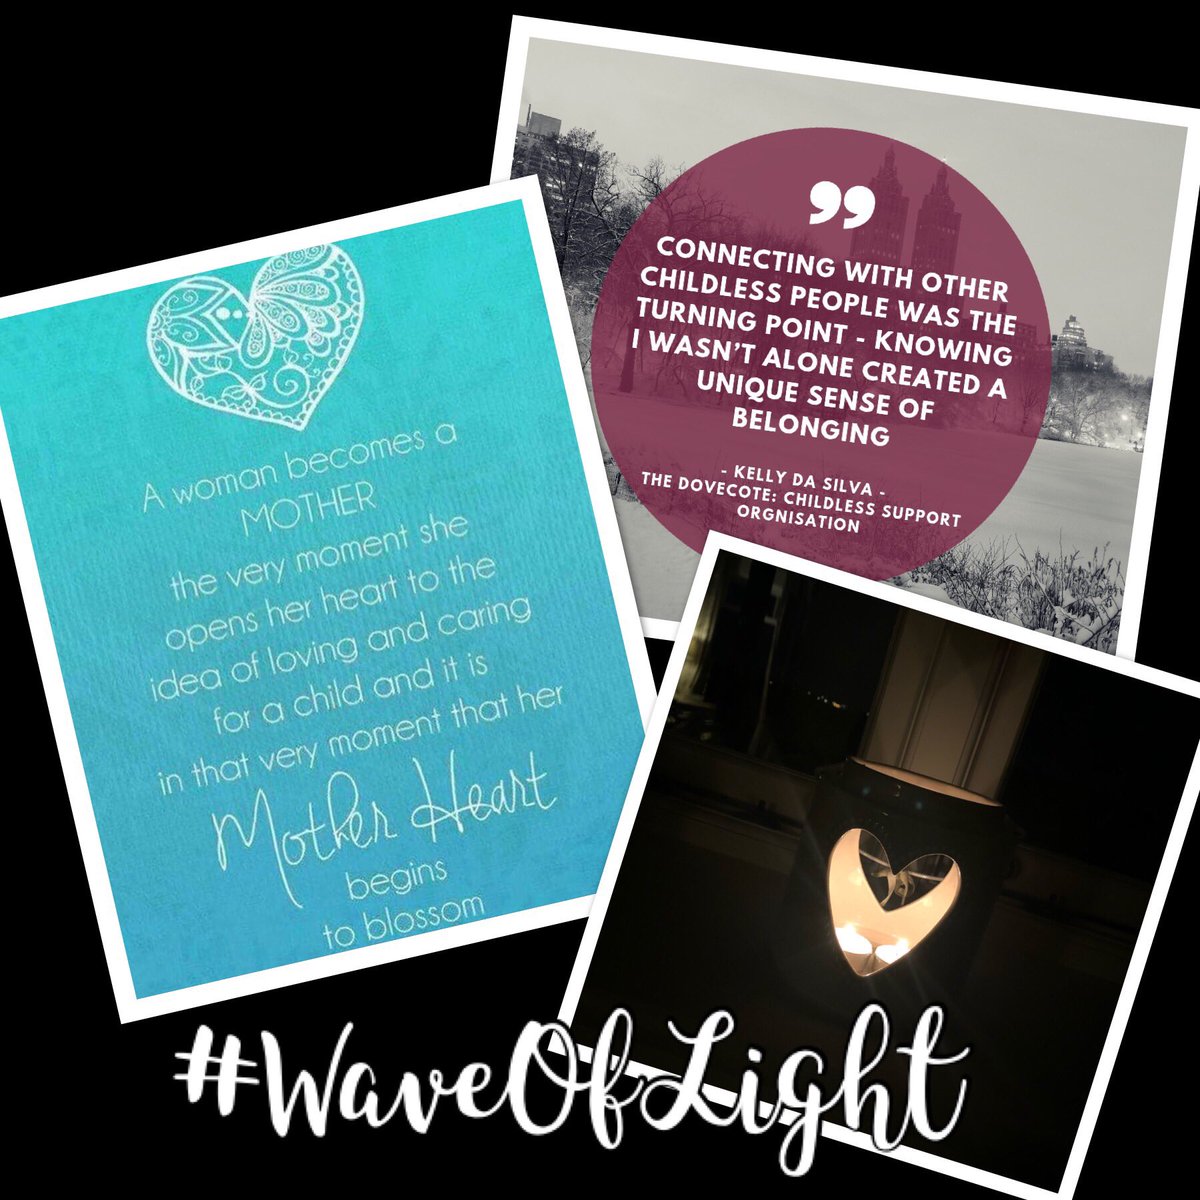 ”
CONNECTING WITH OTHER
CHILDLESS PEOPLE WAS THE
TURNING POINT - KNOWING
I WASN’T ALONE CREATED A
UNIQUE SENSE OF
BELONGING
- KELLY DA SILVA -
THE DOVECOTE: CHILDLESS SUPPORT
ORGNISATION
A woman becomes a
MOTHER
the very moment she
opens her heart to the
idea of loving and caring
for a child and it is
in that very moment that her
Mother Heart
begins
to blossom
#WaveOfLight